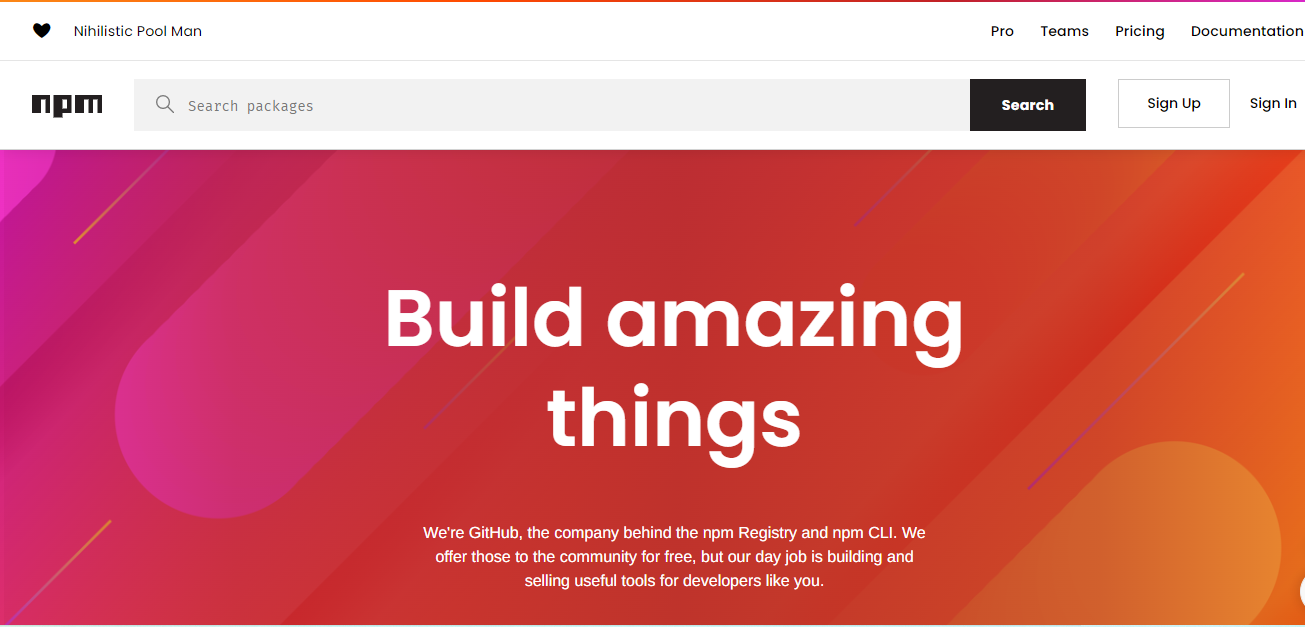 Nihilistic Pool Man
Pro Teams Pricing Documentation
npm
Search packages
Search
Sign Up
Sign In
Build amazing
things
We're GitHub, the company behind the npm Registry and npm CLI. We
offer those to the community for free, but our day job is building and
selling useful tools for developers like you.